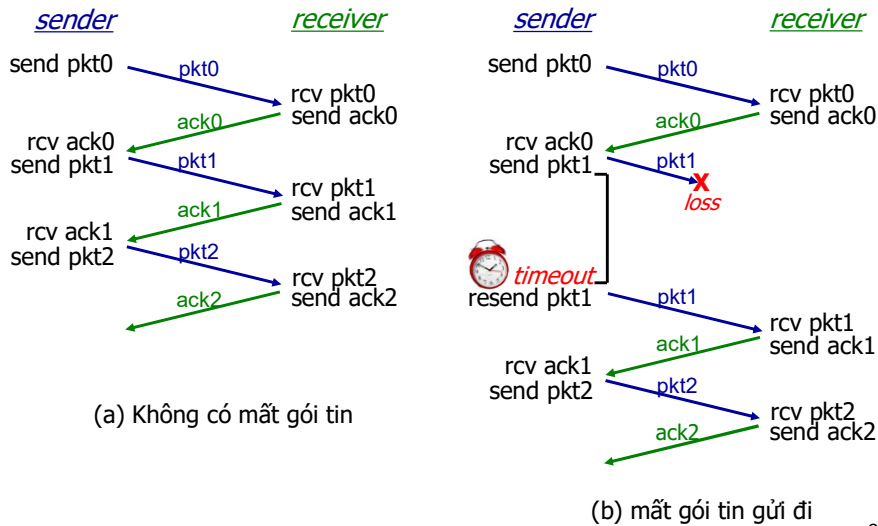 sender
receiver
send pkt0
pkt0
rcv pkt0
send ack0
ack0
rcv ack0
send pkt1
pkt1
rcv pkt1
send ack1
ack1
rcv ack1
send pkt2
pkt2
rcv pkt2
send ack2
ack2
(a) Không có mất gói tin
sender
receiver
send pkt0
pkt0
rcv pkt0
send ack0
ack0
rcv ack0
send pkt1
pkt1
X
loss
timeout
resend pkt1
pkt1
rcv pkt1
send ack1
ack1
rcv ack1
send pkt2
pkt2
rcv pkt2
send ack2
ack2
(b) mất gói tin gửi đi